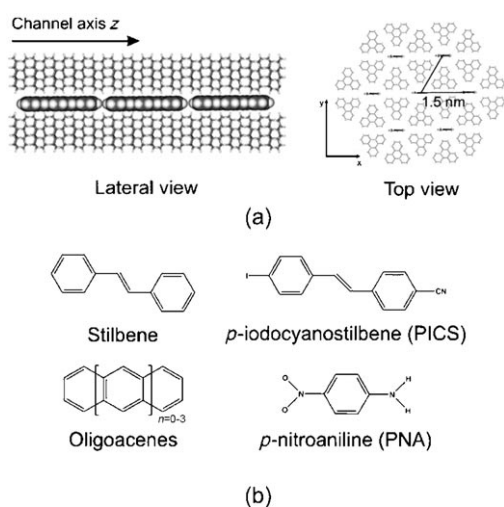 Channel axis z
1.5 nm
y
x
Lateral view
Top view
(a)
I
CN
Stilbene
p-iodocyanostilbene (PICS)
n=0-3
O
N
O
N
H
H
Oligoacenes
p-nitroaniline (PNA)
(b)